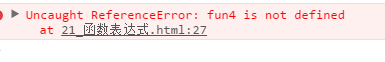 Uncaught ReferenceError: fun4 is not defined
at 21_函数表达式.html:27